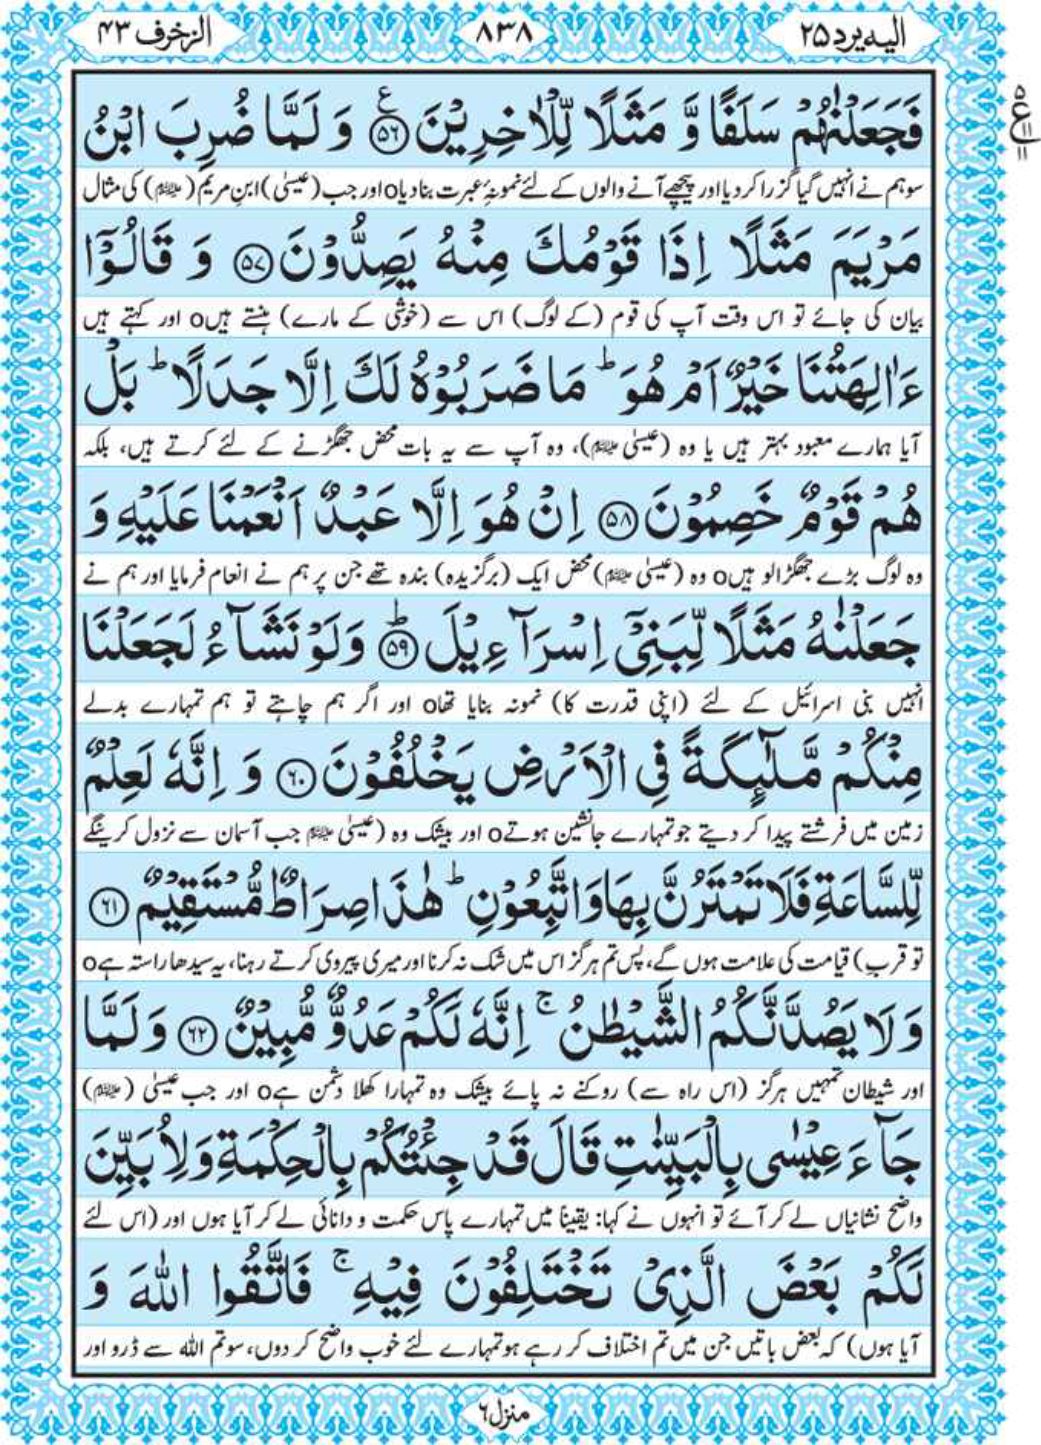 الیہ یرد ۲۵
۸۳۸
الزخرف ۴۳
فَجَعَلْنٰهُمْ سَلَفًا وَّ مَثَلًا لِّلْاٰخِرِیْنَ ﴿۵۶﴾ وَ لَمَّا ضُرِبَ ابْنُ
سو ہم نے انہیں گیا گزرا کر دیا اور پیچھے آنے والوں کے لئے نمونۂ عبرت بنا دیاo اور جب (عیسیٰ) ابنِ مریم (علیہ السلام) کی مثال
مَرْیَمَ مَثَلًا اِذَا قَوْمُكَ مِنْهُ یَصِدُّوْنَ ﴿۵۷﴾ وَ قَالُوْۤا
بیان کی جائے تو اس وقت آپ کی قوم (کے لوگ) اس سے (خوشی کے مارے) ہنستے ہیںo اور کہتے ہیں
ءَاٰلِهَتُنَا خَیْرٌ اَمْ هُوَ ؕ مَا ضَرَبُوْهُ لَكَ اِلَّا جَدَلًا ؕ بَلْ
آیا ہمارے معبود بہتر ہیں یا وہ (عیسیٰ علیہ السلام)، وہ آپ سے یہ بات محض جھگڑنے کے لئے کرتے ہیں، بلکہ
هُمْ قَوْمٌ خَصِمُوْنَ ﴿۵۸﴾ اِنْ هُوَ اِلَّا عَبْدٌ اَنْعَمْنَا عَلَیْهِ وَ
وہ لوگ بڑے جھگڑالو ہیںo وہ (عیسیٰ علیہ السلام) محض ایک (برگزیدہ) بندہ تھے جن پر ہم نے انعام فرمایا اور ہم نے
جَعَلْنٰهُ مَثَلًا لِّبَنِیْۤ اِسْرَآءِیْلَ ﴿۵۹﴾ؕ وَ لَوْ نَشَآءُ لَجَعَلْنَا
انہیں بنی اسرائیل کے لئے (اپنی قدرت کا) نمونہ بنایا تھاo اور اگر ہم چاہتے تو ہم تمہارے بدلے
مِنْكُمْ مَّلٰٓىِٕكَةً فِی الْاَرْضِ یَخْلُفُوْنَ ﴿۶۰﴾ وَ اِنَّهٗ لَعِلْمٌ
زمین میں فرشتے پیدا کر دیتے جو تمہارے جانشین ہوتےo اور بیشک وہ (عیسیٰ علیہ السلام جب آسمان سے نزول کرینگے
لِّلسَّاعَةِ فَلَا تَمْتَرُنَّ بِهَا وَ اتَّبِعُوْنِ ؕ هٰذَا صِرَاطٌ مُّسْتَقِیْمٌ ﴿۶۱﴾
تو قربِ) قیامت کی علامت ہوں گے، پس تم ہرگز اس میں شک نہ کرنا اور میری پیروی کرتے رہنا، یہ سیدھا راستہ ہےo
وَ لَا یَصُدَّنَّكُمُ الشَّیْطٰنُ ۚ اِنَّهٗ لَكُمْ عَدُوٌّ مُّبِیْنٌ ﴿۶۲﴾ وَ لَمَّا
اور شیطان تمہیں ہرگز (اس راہ سے) روکنے نہ پائے بیشک وہ تمہارا کھلا دشمن ہےo اور جب عیسیٰ (علیہ السلام)
جَآءَ عِیْسٰی بِالْبَیِّنٰتِ قَالَ قَدْ جِئْتُكُمْ بِالْحِكْمَةِ وَ لِاُبَیِّنَ
واضح نشانیاں لے کر آئے تو انہوں نے کہا: یقیناً میں تمہارے پاس حکمت و دانائی لے کر آیا ہوں اور (اس لئے
لَكُمْ بَعْضَ الَّذِیْ تَخْتَلِفُوْنَ فِیْهِ ۚ فَاتَّقُوا اللّٰهَ وَ
آیا ہوں) کہ بعض باتیں جن میں تم اختلاف کر رہے ہو تمہارے لئے خوب واضح کر دوں، سو تم اللہ سے ڈرو اور
منزل ۶